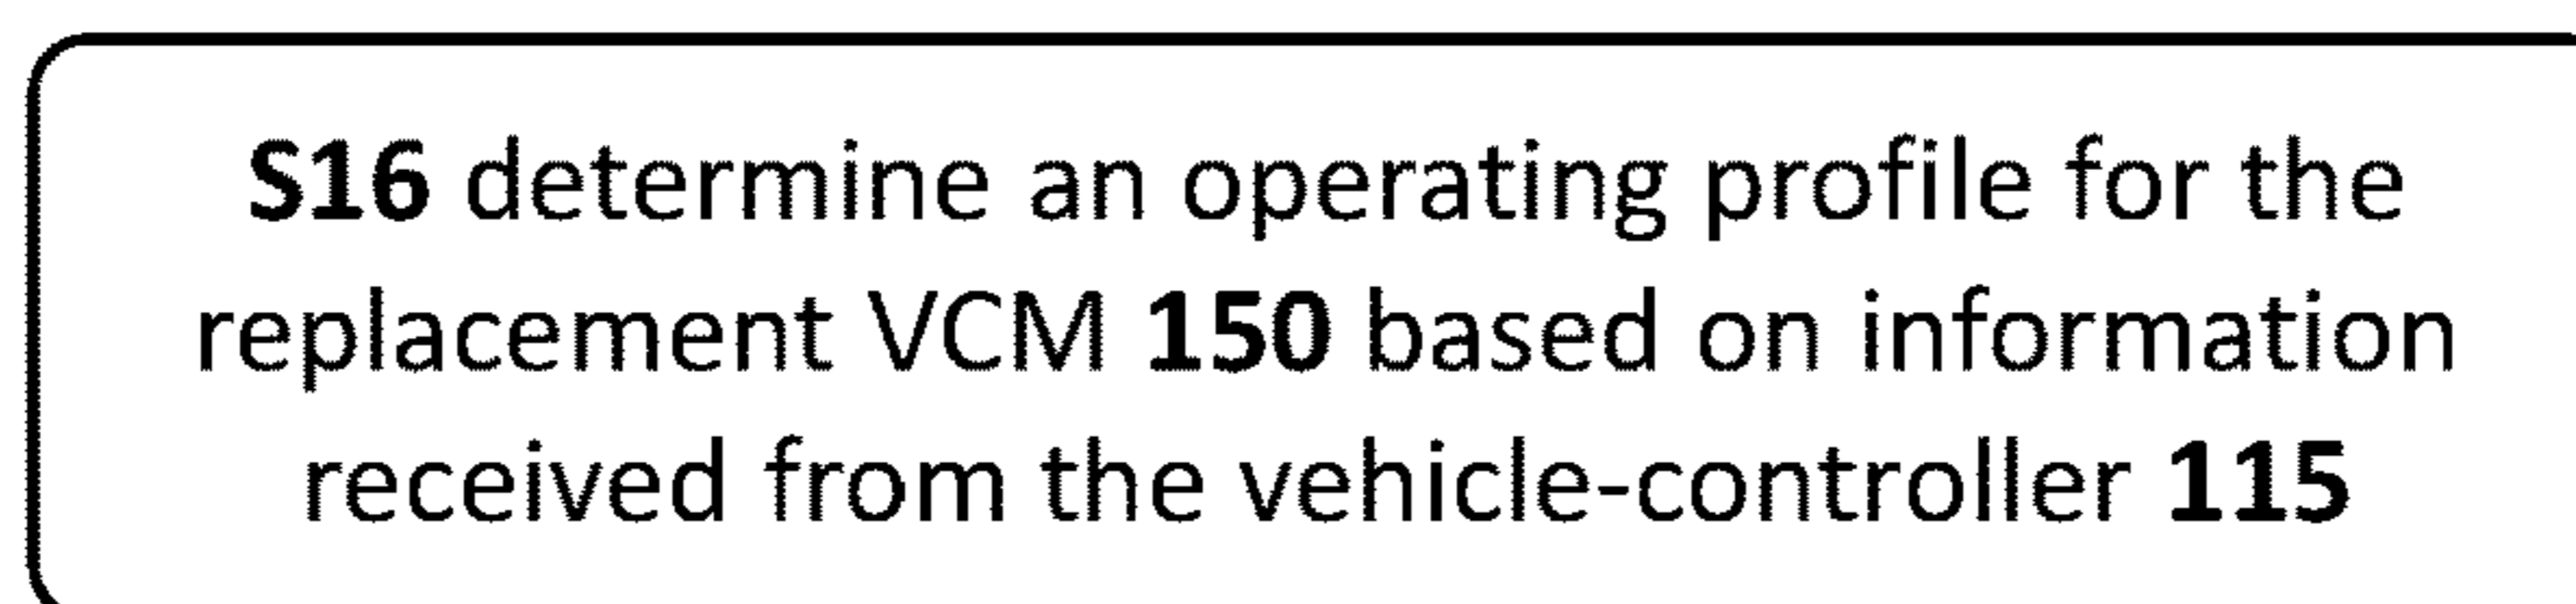 S16 determine an operating profile for the
replacement VCM 150 based on information
received from the vehicle-controller 115